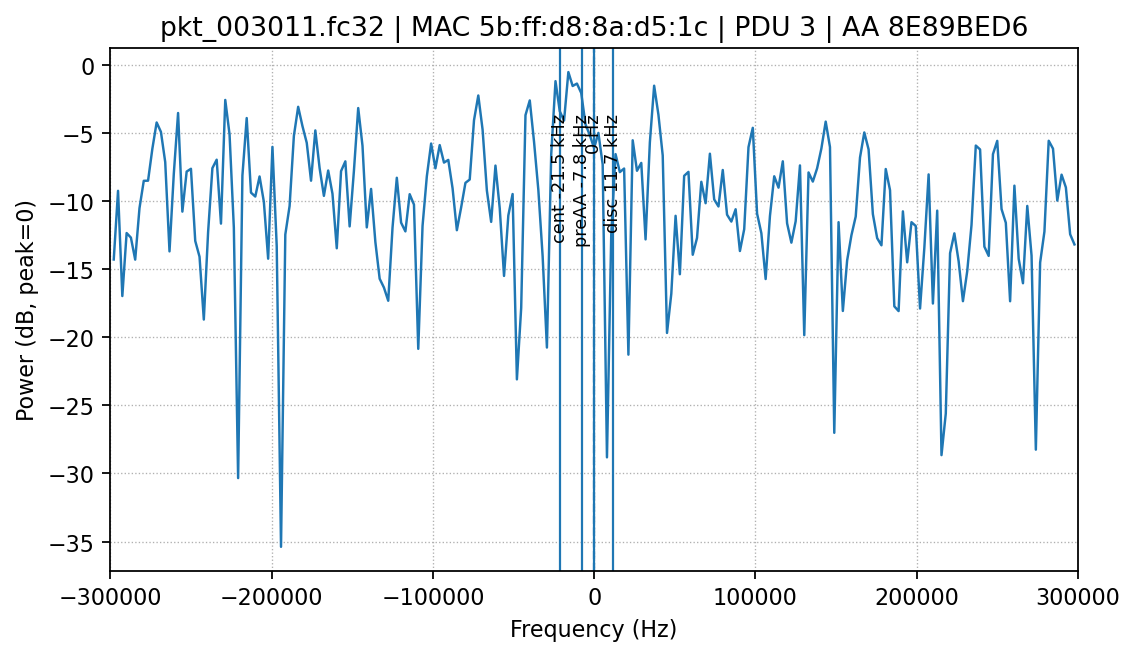 pkt_003011.fc32 | MAC 5b:ff:d8:8a:d5:1c | PDU 3 | AA 8E89BED6
Power (dB, peak=0)
0
−5
−10
−15
−20
−25
−30
−35
cent -21.5 kHz
preAA -7.8 kHz
0 Hz
disc 11.7 kHz
−300000
−200000
−100000
0
100000
200000
300000
Frequency (Hz)